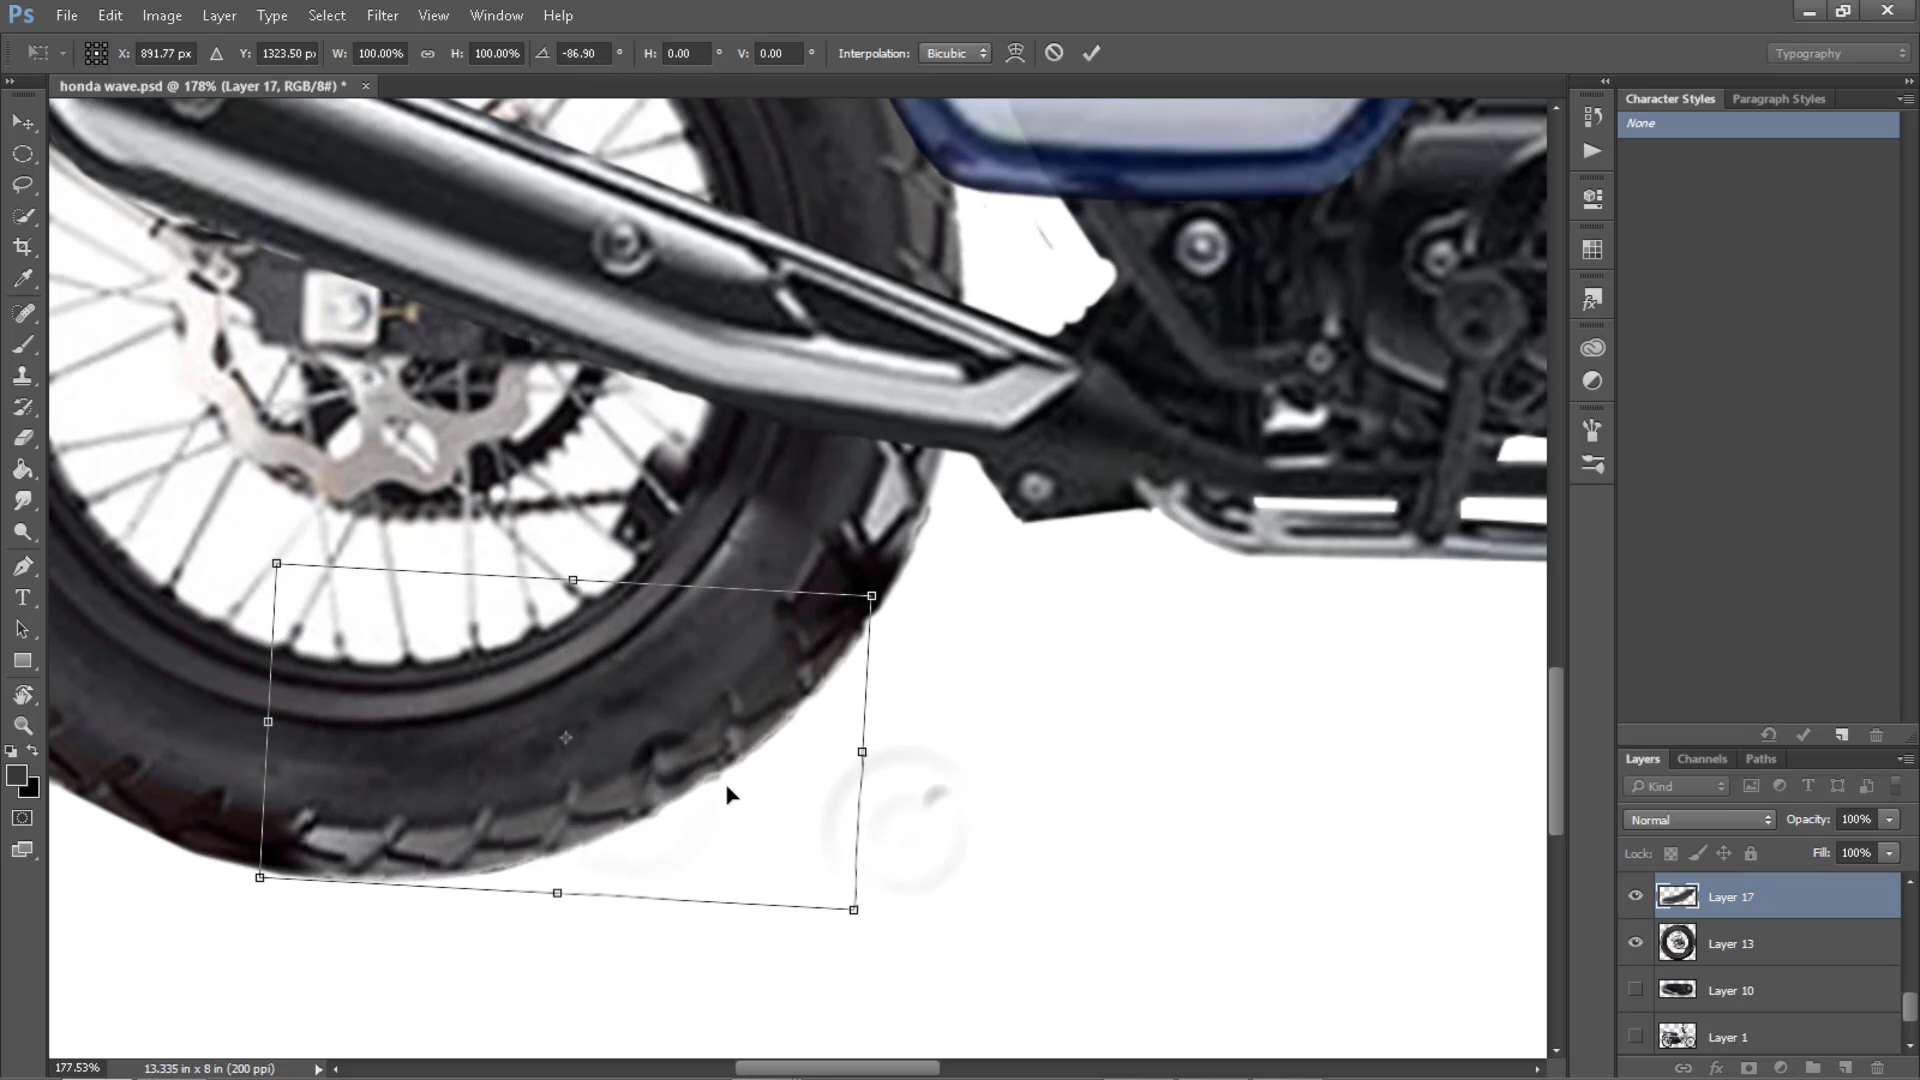 Ps File Edit Image Layer Type Select Filter View Window Help
X: 891.77 px Y: 1323.50 px W: 100.00% H: 100.00% -86.90 ° H: 0.00 ° V: 0.00 ° Interpolation: Bicubic Typography
honda wave.psd @ 178% (Layer 17, RGB/8#) * ×
Character Styles Paragraph Styles
None
Layers Channels Paths
Kind
Normal Opacity: 100%
Lock: Fill: 100%
Layer 17
Layer 13
Layer 10
Layer 1
177.53% 13.335 in x 8 in (200 ppi)